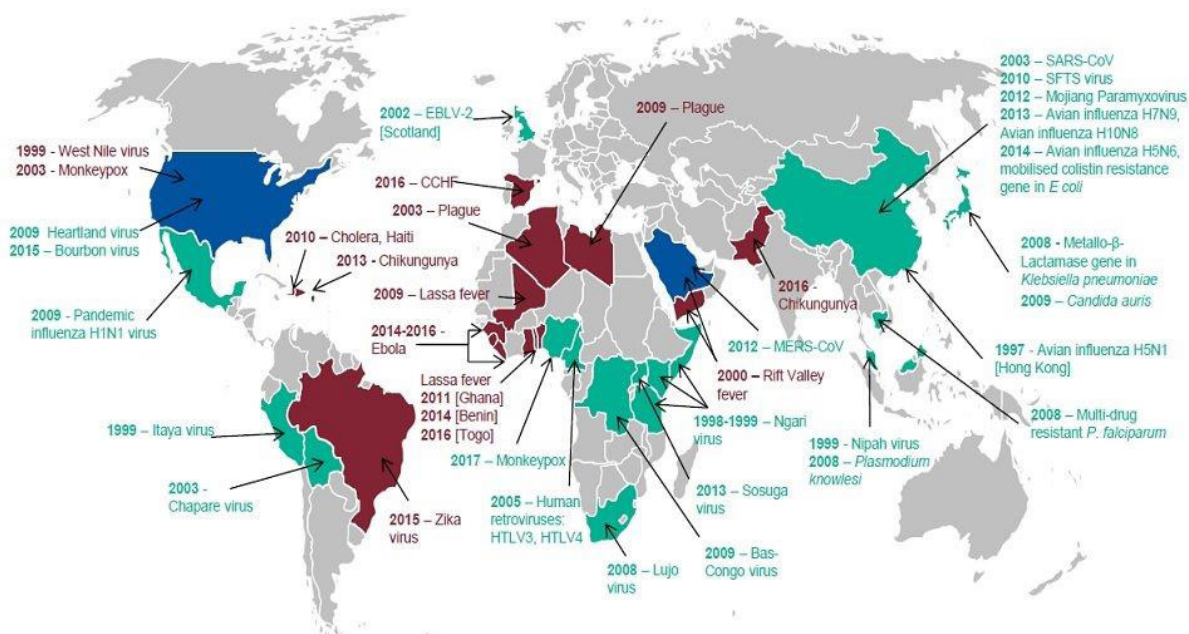 1999 - West Nile virus
2003 - Monkeypox
2009 Heartland virus
2015 – Bourbon virus
2009 - Pandemic
influenza H1N1 virus
2010 – Cholera, Haiti
2013 - Chikungunya
1999 – Itaya virus
2003 -
Chapare virus
2015 – Zika
virus
2002 – EBLV-2
[Scotland]
2009 – Plague
2016 – CCHF
2003 – Plague
2009 – Lassa fever
2014-2016 -
Ebola
Lassa fever
2011 [Ghana]
2014 [Benin]
2016 [Togo]
2017 - Monkeypox
2005 – Human
retroviruses:
HTLV3, HTLV4
2008 – Lujo
virus
2009 – Bas-
Congo virus
2013 – Sosuga
virus
1998-1999 – Ngari
virus
2000 – Rift Valley
fever
2012 – MERS-CoV
2016 -
Chikungunya
2003 – SARS-CoV
2010 – SFTS virus
2012 – Mojiang Paramyxovirus
2013 – Avian influenza H7N9,
Avian influenza H10N8
2014 – Avian influenza H5N6,
mobilised colistin resistance
gene in E coli
2008 - Metallo-β-
Lactamase gene in
Klebsiella pneumoniae
2009 – Candida auris
1997 - Avian influenza H5N1
[Hong Kong]
2008 – Multi-drug
resistant P. falciparum
1999 – Nipah virus
2008 – Plasmodium
knowlesi